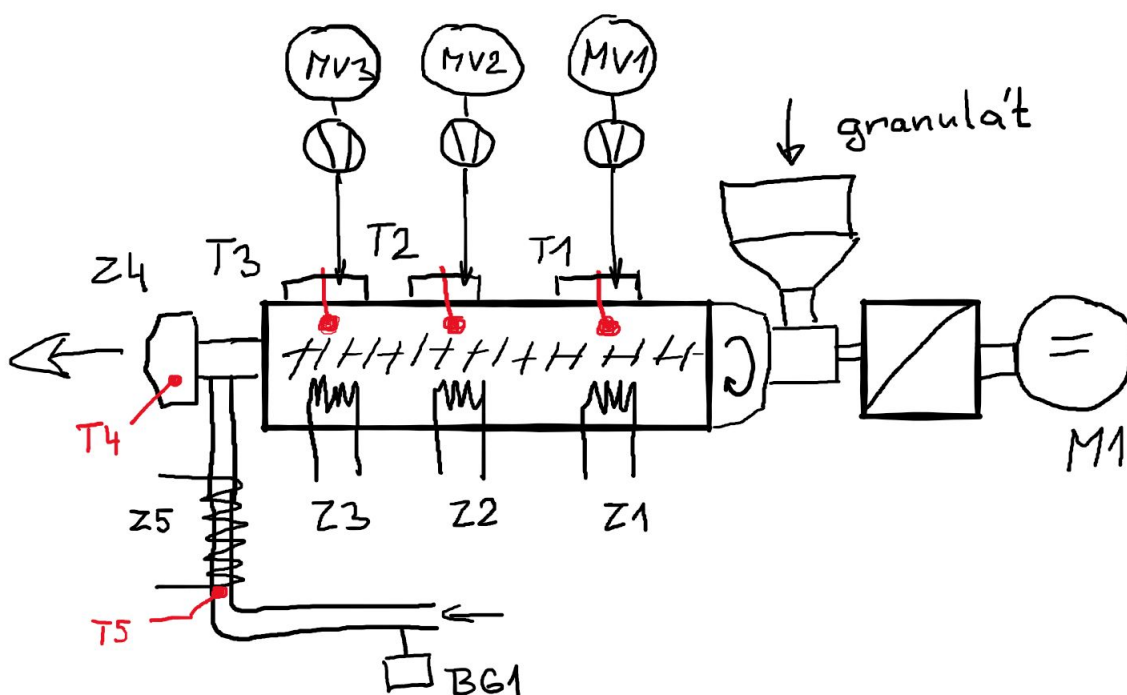 MV3 MV2 MV1
granulát
Z4 T3 T2 T1
T4
M1
Z5 Z3 Z2 Z1
T5
BG1